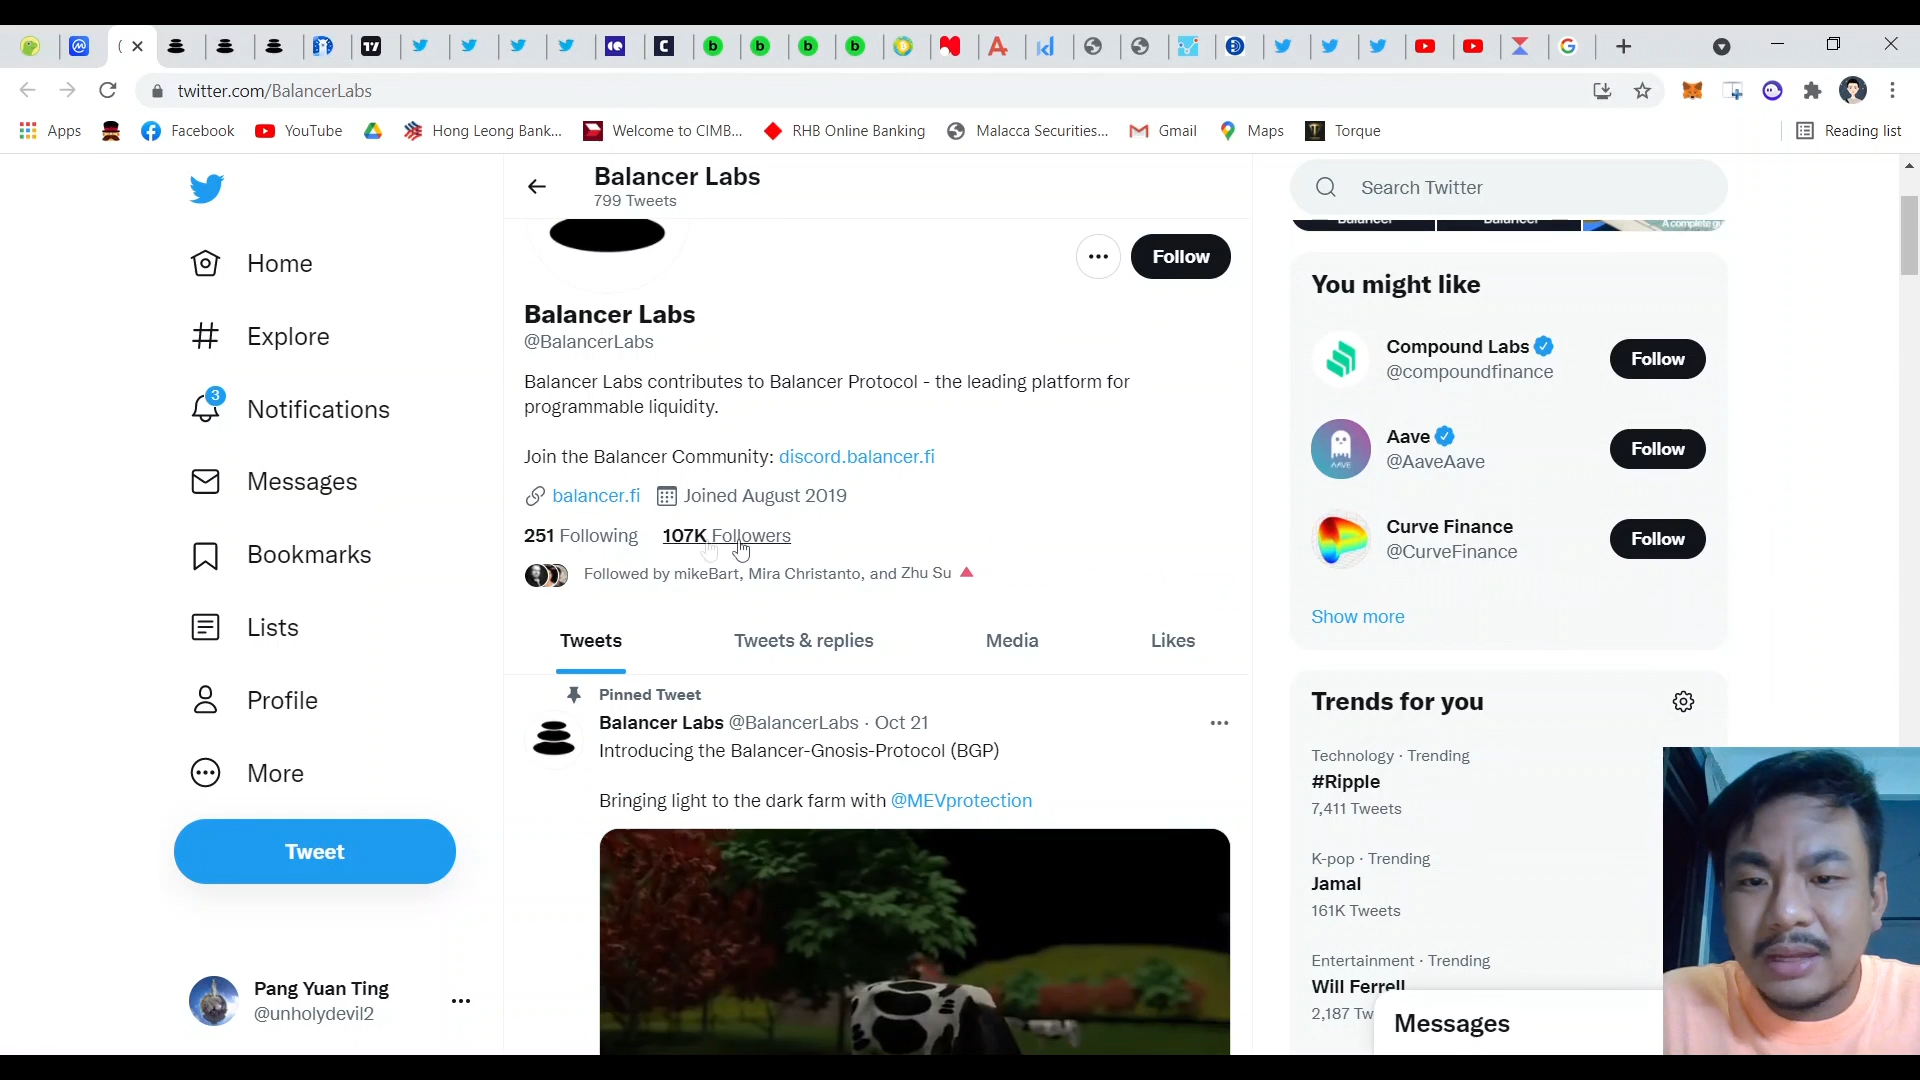 twitter.com/BalancerLabs
Apps
Facebook
YouTube
Hong Leong Bank...
Welcome to CIMB...
RHB Online Banking
Malacca Securities...
Gmail
Maps
Torque
Reading list
Home
Explore
3
Notifications
Messages
Bookmarks
Lists
Profile
More
Tweet
Pang Yuan Ting
@unholydevil2
Balancer Labs
799 Tweets
Follow
Balancer Labs
@BalancerLabs
Balancer Labs contributes to Balancer Protocol - the leading platform for
programmable liquidity.
Join the Balancer Community: discord.balancer.fi
balancer.fi Joined August 2019
251 Following 107K Followers
Followed by mikeBart, Mira Christanto, and Zhu Su
Tweets Tweets & replies Media Likes
Pinned Tweet
Balancer Labs @BalancerLabs · Oct 21
Introducing the Balancer-Gnosis-Protocol (BGP)
Bringing light to the dark farm with @MEVprotection
Search Twitter
A complete
You might like
Compound Labs
@compoundfinance
Follow
Aave
@AaveAave
Follow
AAVE
Curve Finance
@CurveFinance
Follow
Show more
Trends for you
Technology · Trending
#Ripple
7,411 Tweets
K-pop · Trending
Jamal
161K Tweets
Entertainment · Trending
Will Ferrell
2,187 Tw
Messages